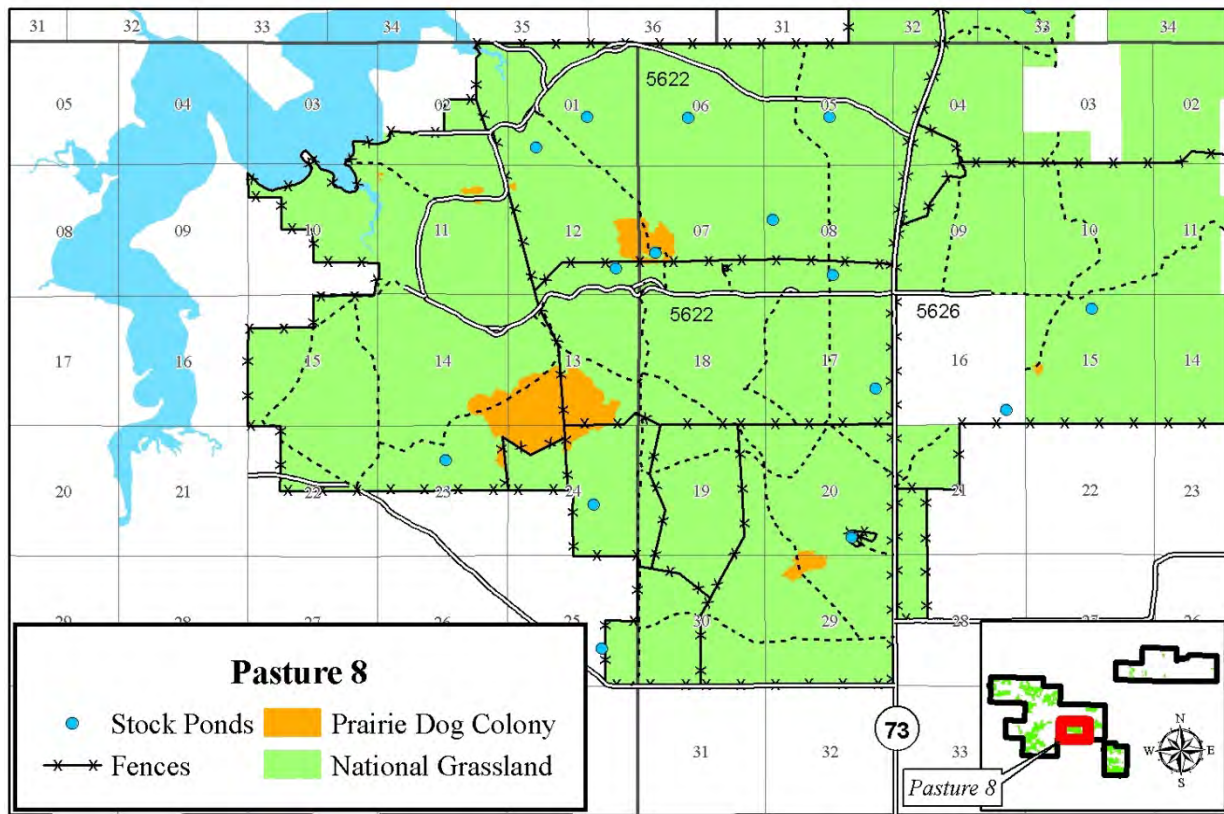 31 32 33 34 35 36 31 32 33 34
5622
05 04 03 02 01 06 05 04 03 02
08 09 10 11 12 07 08 09 10 11
5622 5626
17 16 15 14 13 18 17 16 15 14
20 21 22 23 24 19 20 21 22 23
29 28 27 26 25 30 29 28 27 26
Pasture 8
Stock Ponds Prairie Dog Colony
Fences National Grassland
31 32 33
73
N
W E
S
Pasture 8